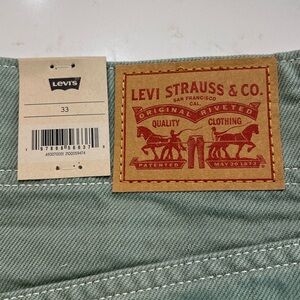 Levi's
33
LEVI STRAUSS & CO.
SAN FRANCISCO
CAL.
ORIGINAL RIVETED
QUALITY CLOTHING
PATENTED MAY 20 1873